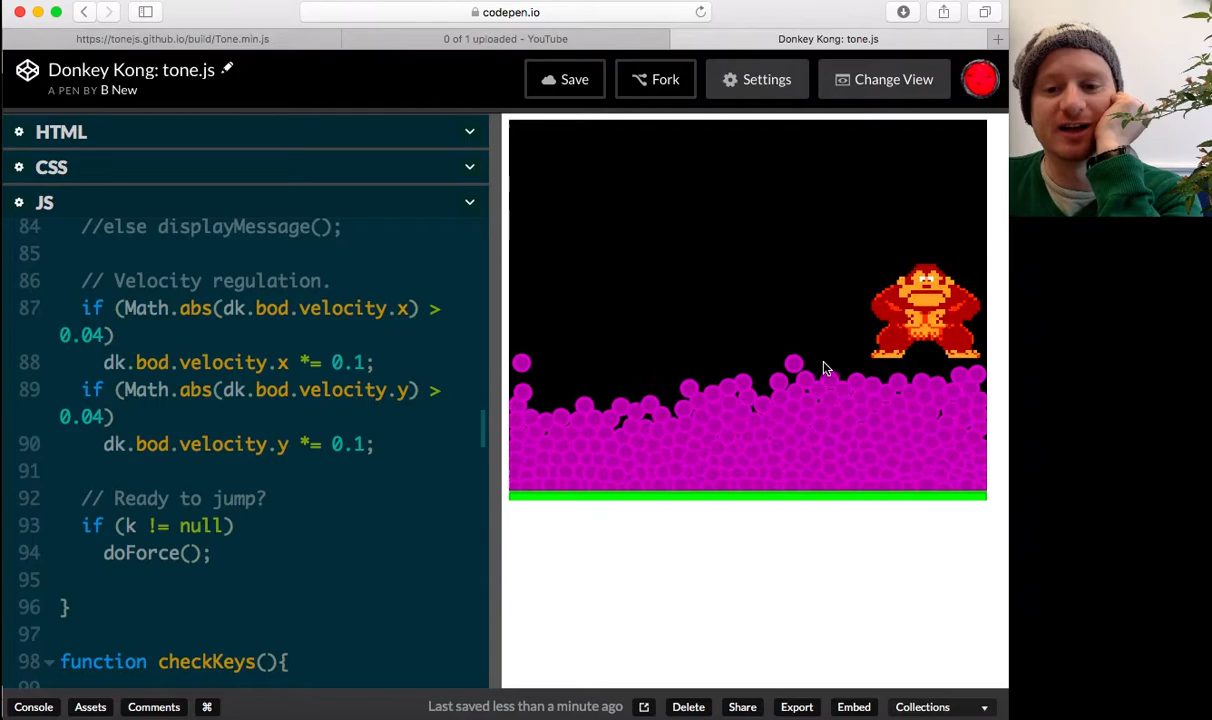 codepen.io
https://tonejs.github.io/build/Tone.min.js
0 of 1 uploaded - YouTube
Donkey Kong: tone.js
Donkey Kong: tone.js
A PEN BY B New
Save
Fork
Settings
Change View
HTML
CSS
JS
84 //else displayMessage();
85
86 // Velocity regulation.
87 if (Math.abs(dk.bod.velocity.x) >
0.04)
88 dk.bod.velocity.x *= 0.1;
89 if (Math.abs(dk.bod.velocity.y) >
0.04)
90 dk.bod.velocity.y *= 0.1;
91
92 // Ready to jump?
93 if (k != null)
94 doForce();
95
96 }
97
98 function checkKeys(){
Console
Assets
Comments
⌘
Last saved less than a minute ago
Delete
Share
Export
Embed
Collections